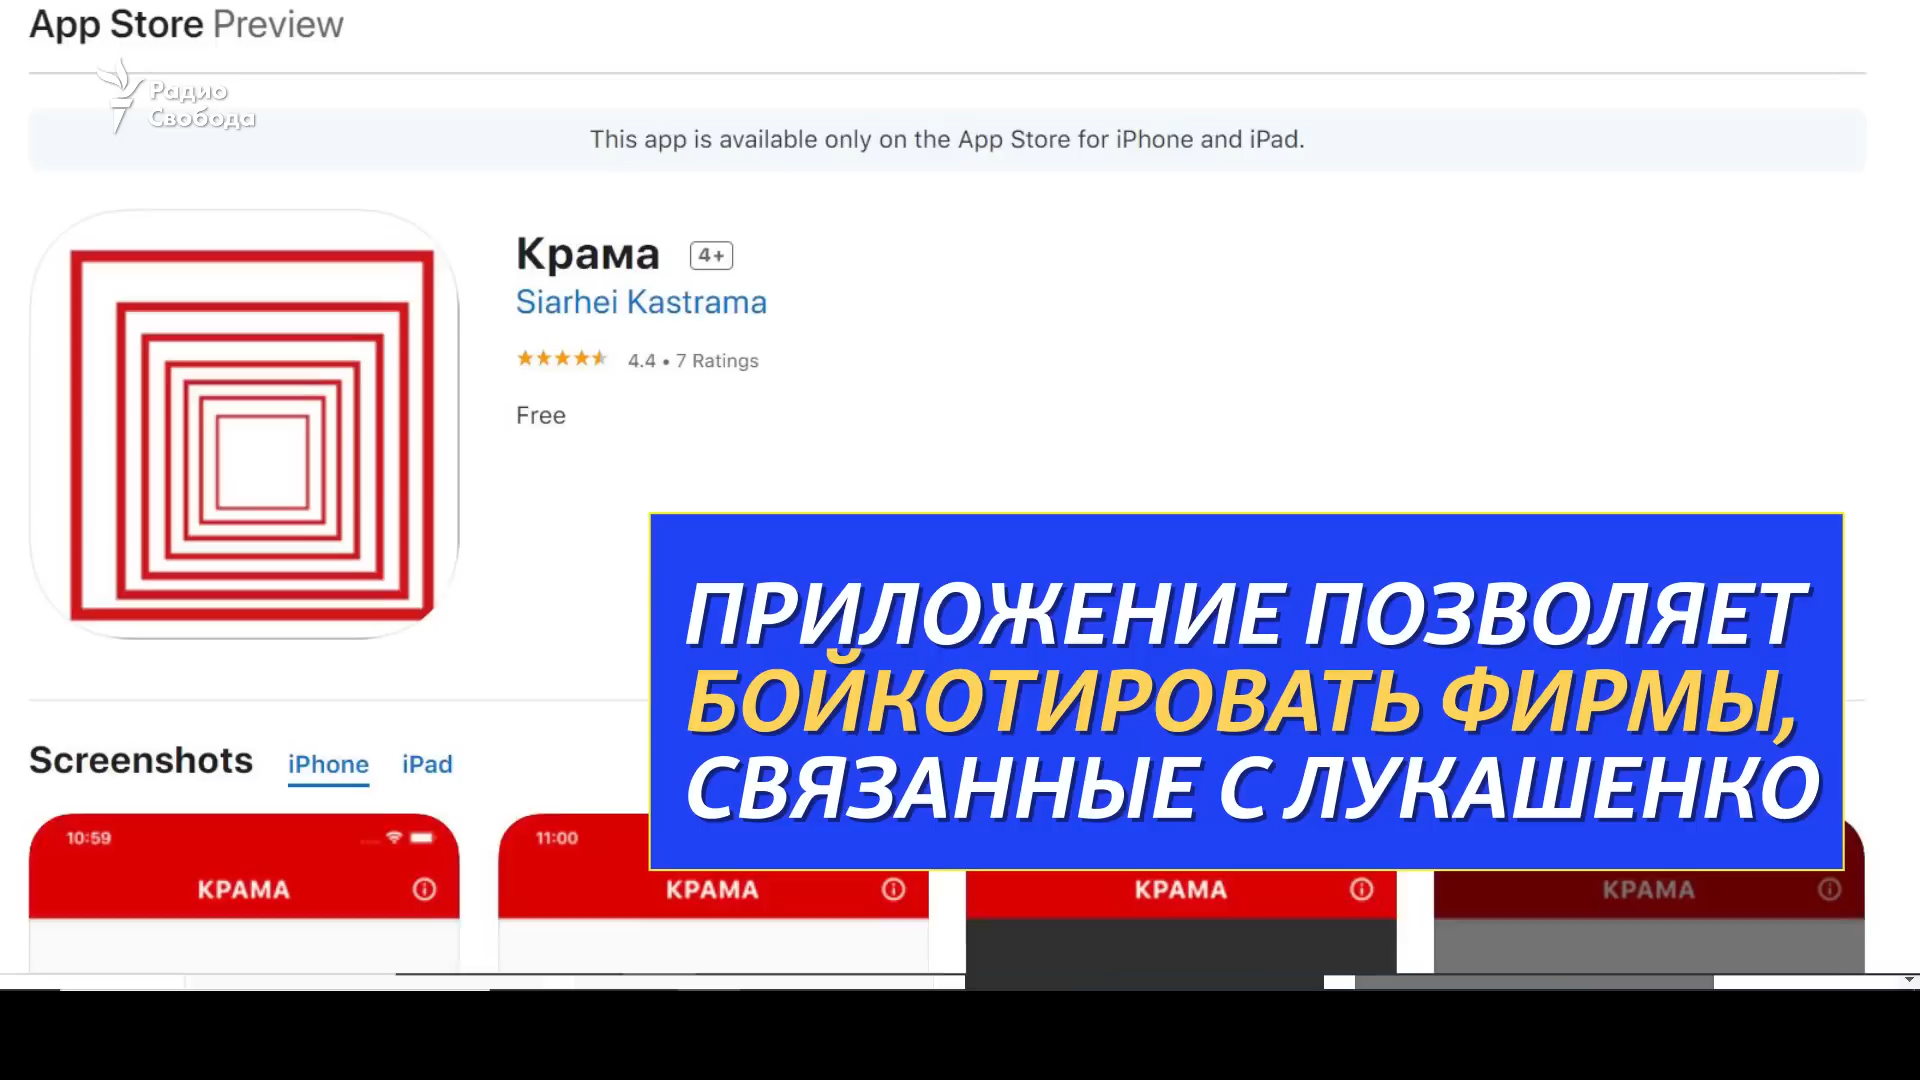 App Store Preview
Радио
Свобода
This app is available only on the App Store for iPhone and iPad.
Крама 4+
Siarhei Kastrama
4.4 • 7 Ratings
Free
ПРИЛОЖЕНИЕ ПОЗВОЛЯЕТ
БОЙКОТИРОВАТЬ ФИРМЫ,
СВЯЗАННЫЕ С ЛУКАШЕНКО
Screenshots iPhone iPad
10:59 11:00
КРАМА КРАМА КРАМА КРАМА